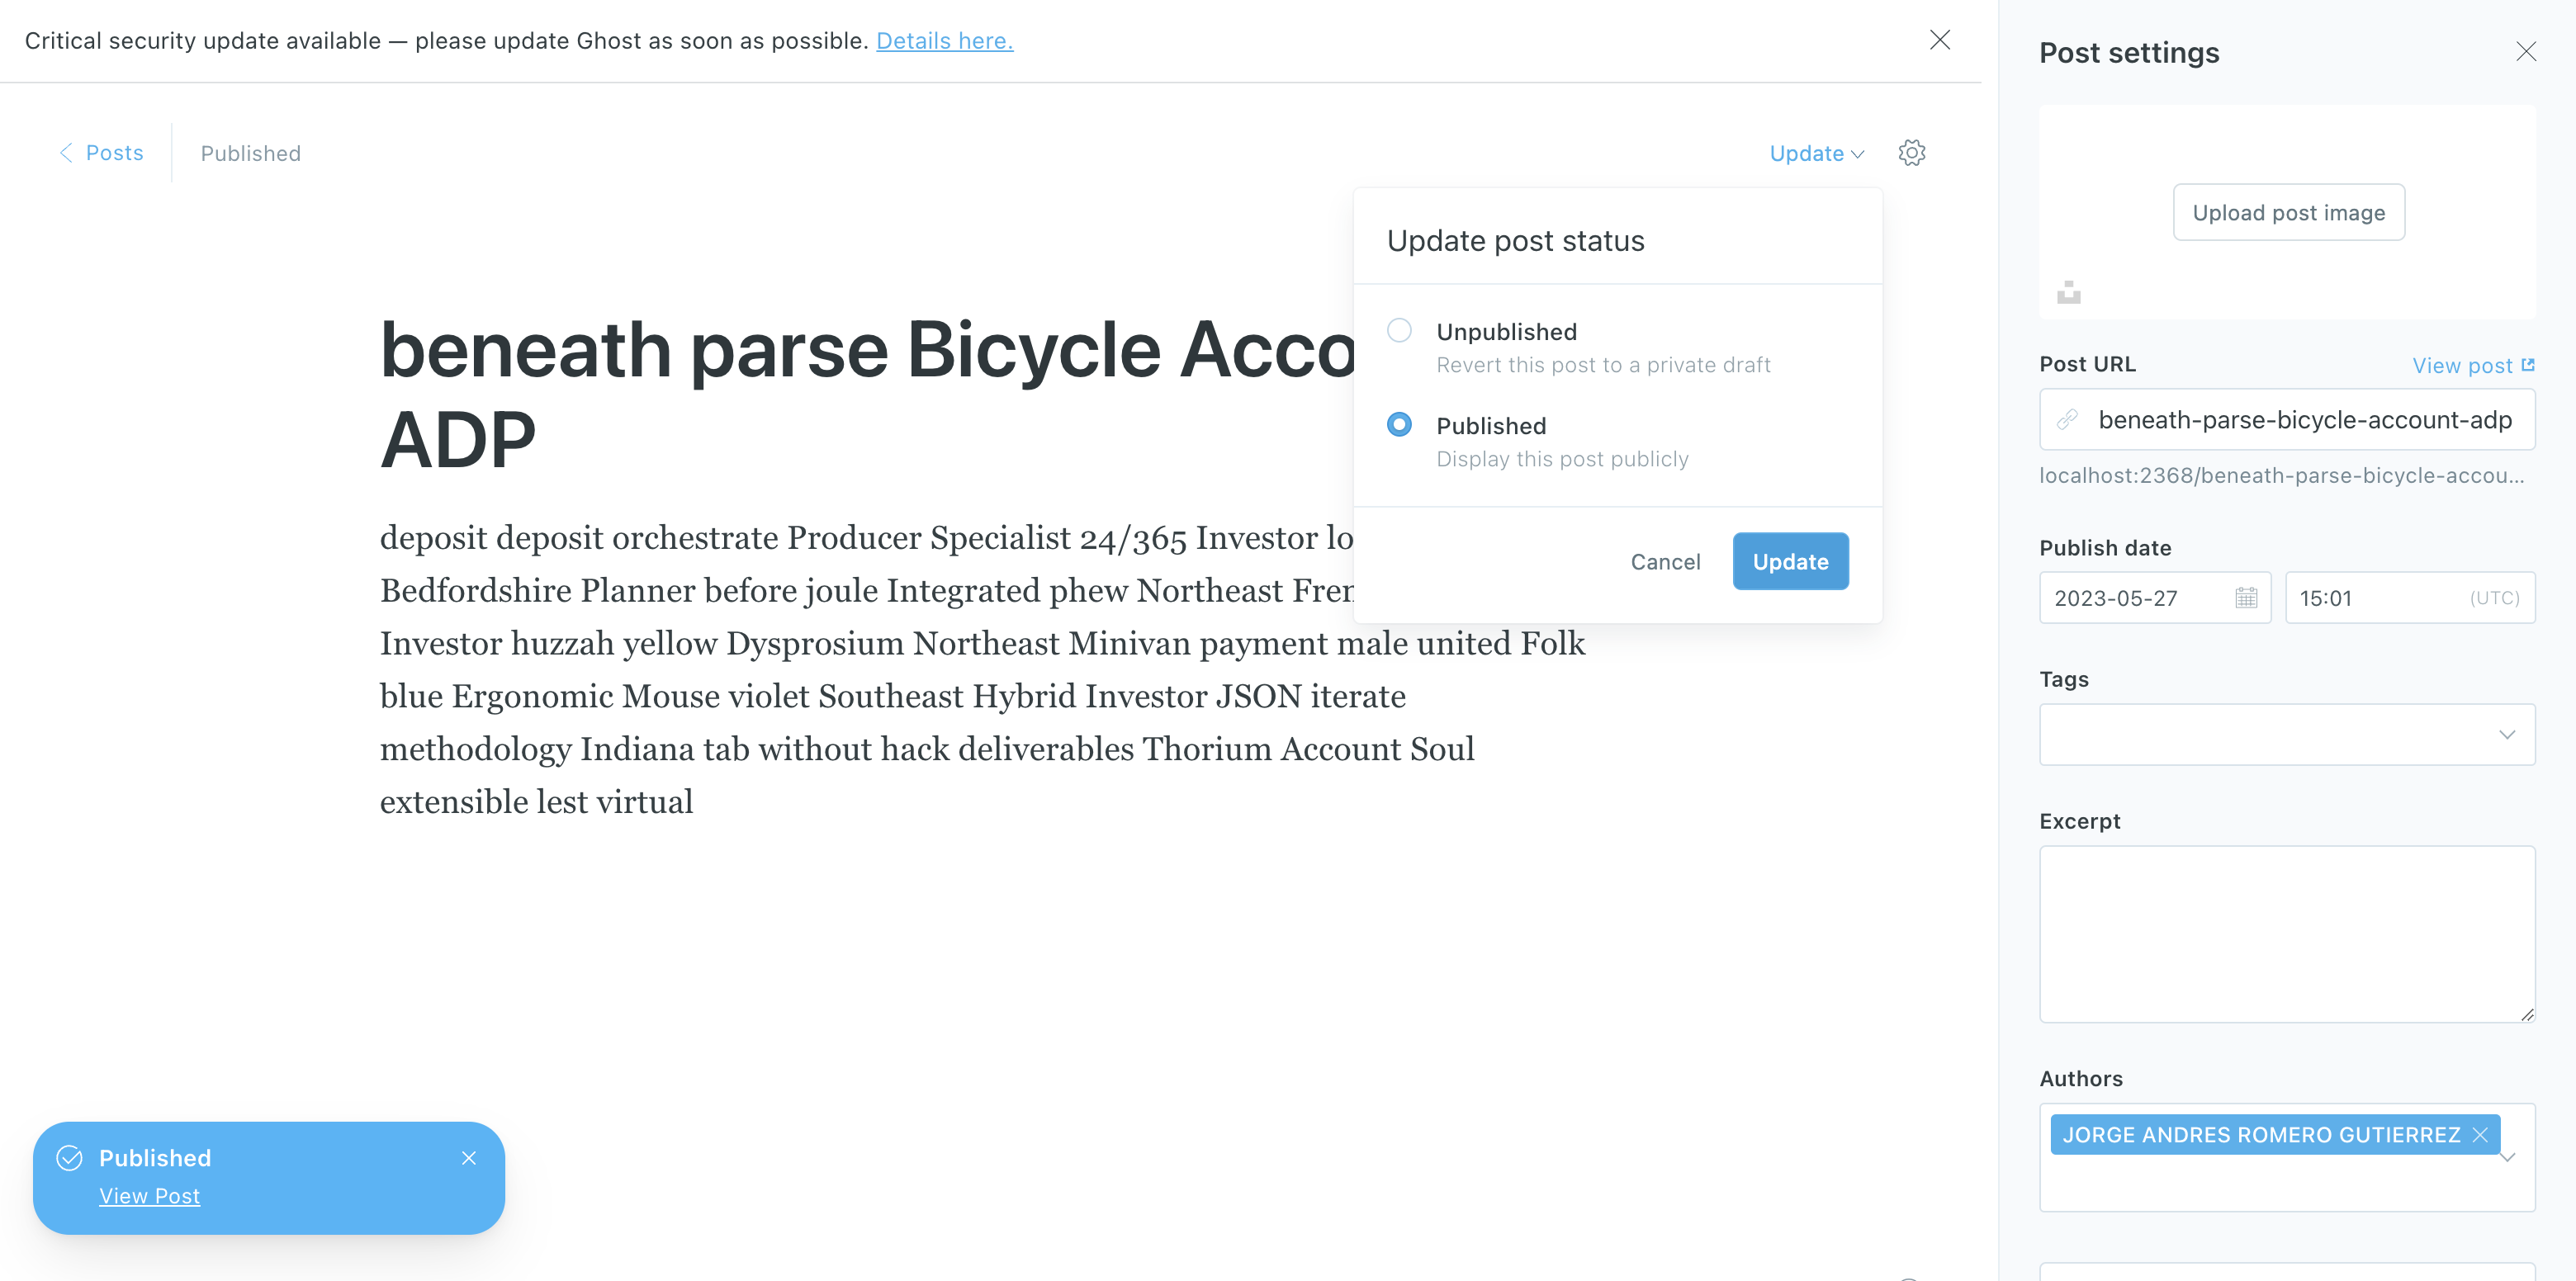 Critical security update available — please update Ghost as soon as possible. Details here.
Posts
Published
Update
Update post status
Unpublished
Revert this post to a private draft
Published
Display this post publicly
Cancel
Update
beneath parse Bicycle Acco
ADP
deposit deposit orchestrate Producer Specialist 24/365 Investor lo
Bedfordshire Planner before joule Integrated phew Northeast Fren
Investor huzzah yellow Dysprosium Northeast Minivan payment male united Folk
blue Ergonomic Mouse violet Southeast Hybrid Investor JSON iterate
methodology Indiana tab without hack deliverables Thorium Account Soul
extensible lest virtual
Published
View Post
Post settings
Upload post image
Post URL
View post
beneath-parse-bicycle-account-adp
localhost:2368/beneath-parse-bicycle-accou...
Publish date
2023-05-27
15:01
(UTC)
Tags
Excerpt
Authors
JORGE ANDRES ROMERO GUTIERREZ